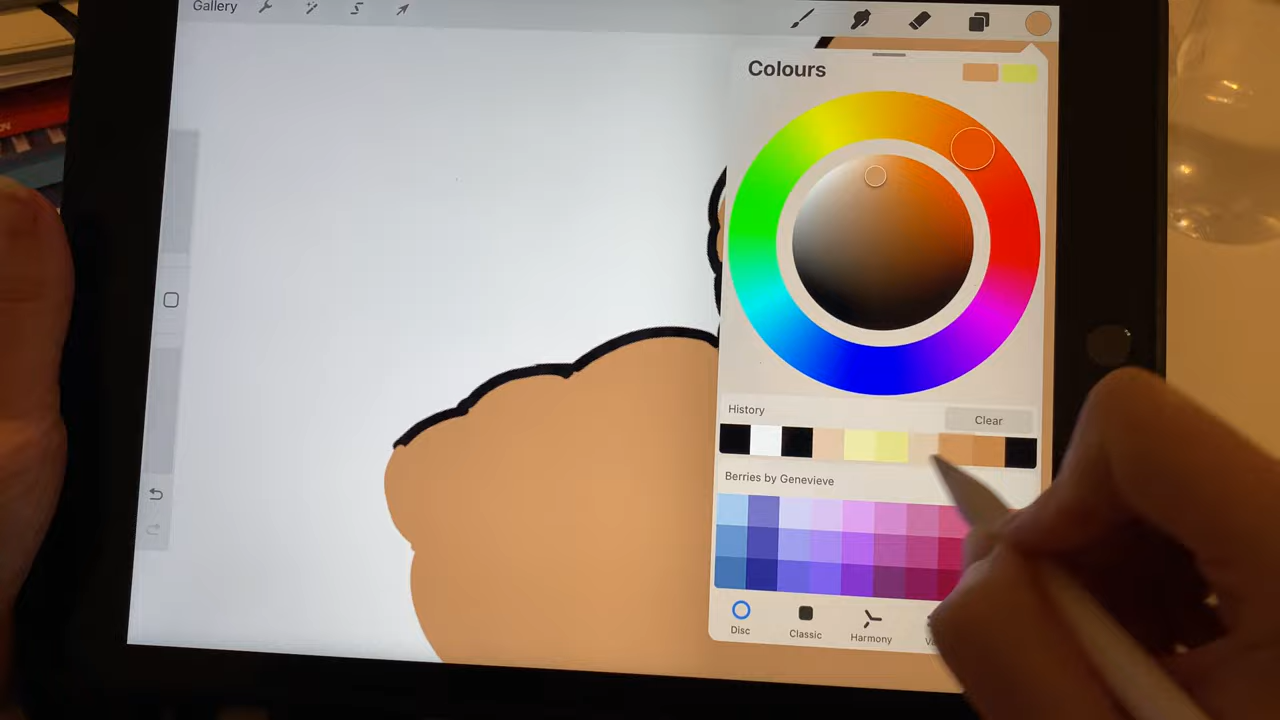 Gallery
Colours
History
Clear
Berries by Genevieve
Disc
Classic
Harmony